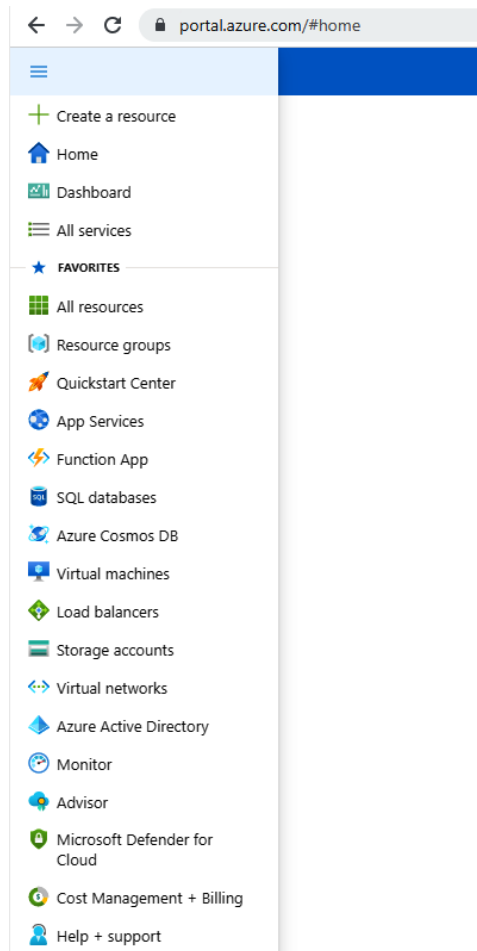 portal.azure.com/#home
Create a resource
Home
Dashboard
All services
FAVORITES
All resources
Resource groups
Quickstart Center
App Services
Function App
SQL
SQL databases
Azure Cosmos DB
Virtual machines
Load balancers
Storage accounts
Virtual networks
Azure Active Directory
Monitor
Advisor
Microsoft Defender for
Cloud
Cost Management + Billing
Help + support